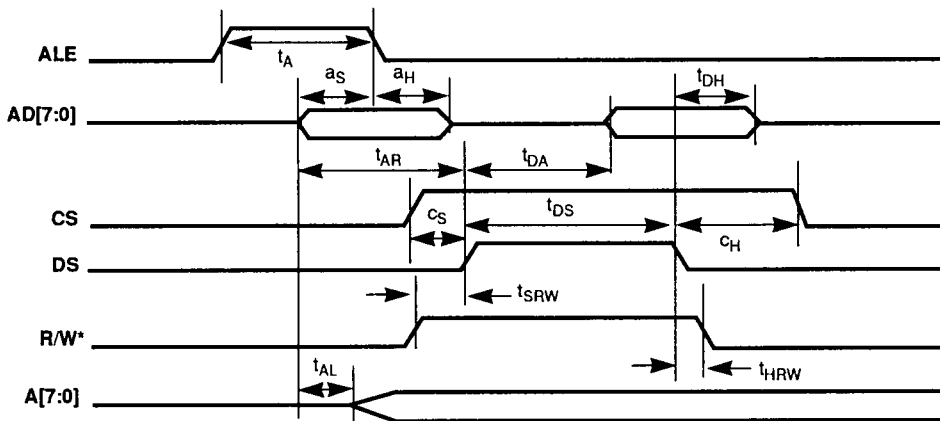 ALE
t_A
a_S a_H t_DH
AD[7:0]
t_AR t_DA
CS
c_S t_DS c_H
DS
t_SRW
R/W*
t_HRW
t_AL
A[7:0]